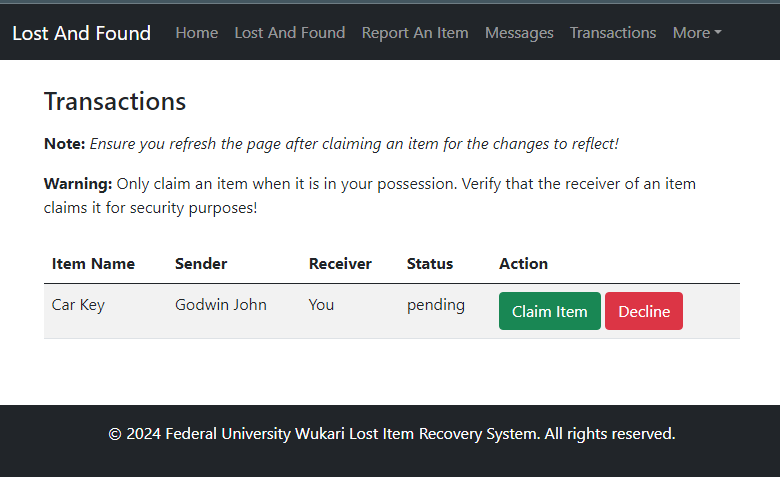 Lost And Found Home Lost And Found Report An Item Messages Transactions More
Transactions
Note: Ensure you refresh the page after claiming an item for the changes to reflect!
Warning: Only claim an item when it is in your possession. Verify that the receiver of an item
claims it for security purposes!
Item Name Sender Receiver Status Action
Car Key Godwin John You pending Claim Item Decline
© 2024 Federal University Wukari Lost Item Recovery System. All rights reserved.